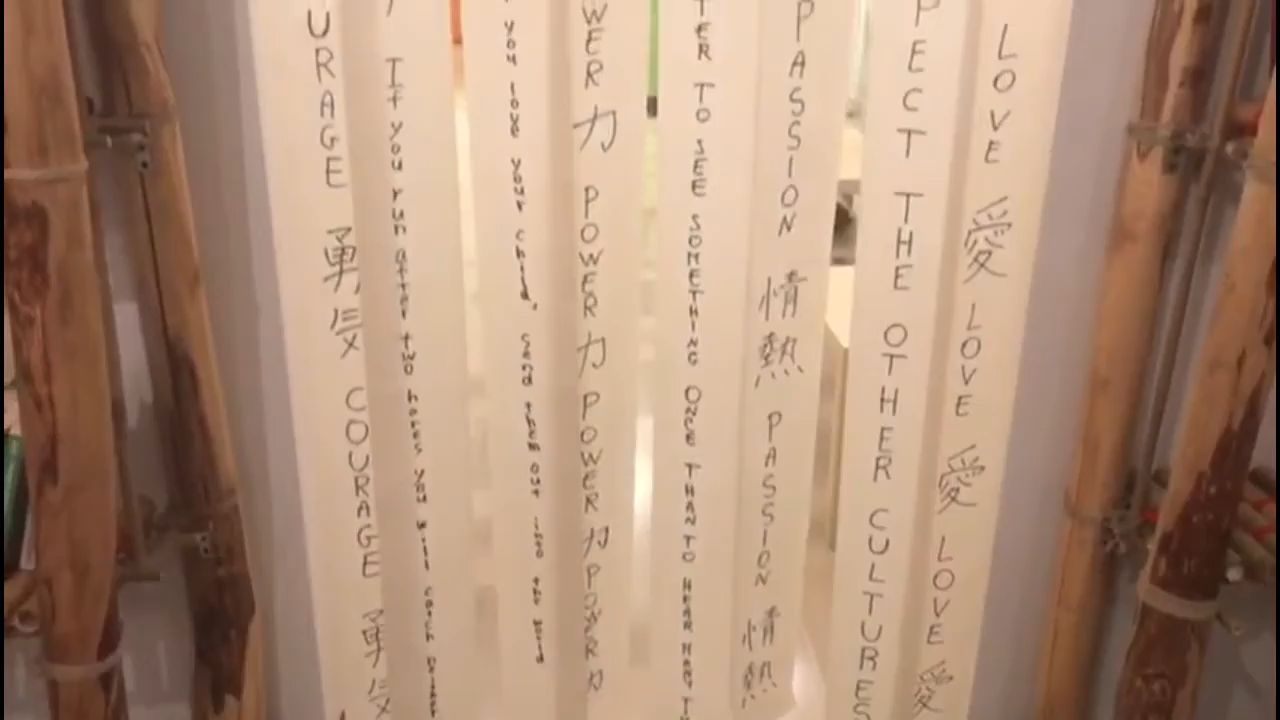 URAGE 勇気 COURAGE 勇気
If you run after two hares you will catch
you love your child, send them out into the world
WER 力 POWER 力 POWER 力 POWER
TER TO SEE SOMETHING ONCE THAN TO HEAR
PASSION 情熱 PASSION 情熱
PECT THE OTHER CULTURES
LOVE 愛 LOVE 愛 LOVE 愛